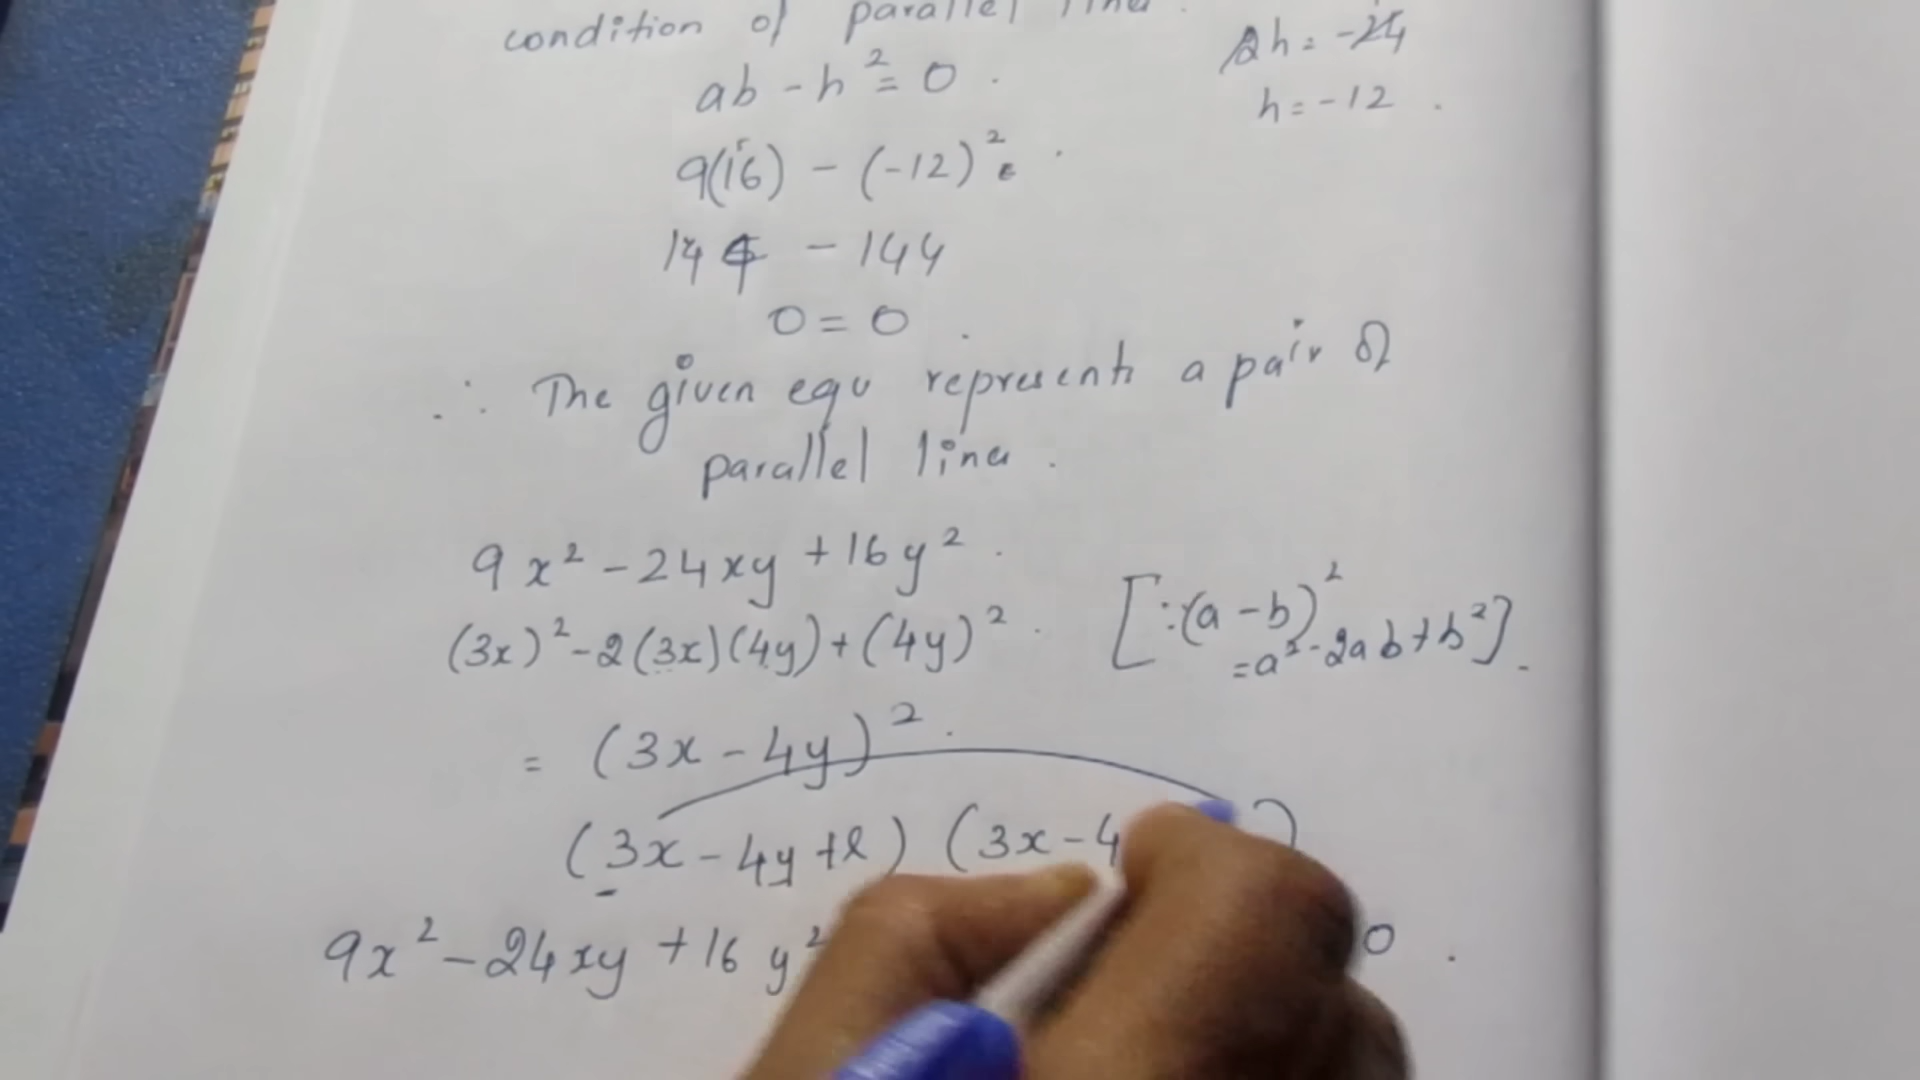 condition of parallel line.
2h = -24
ab - h² = 0.
h = -12.
9(16) - (-12)²
144 - 144
0 = 0.
∴ The given equ represents a pair of
parallel lines.
9x² - 24xy + 16y².
(3x)² - 2(3x)(4y) + (4y)².
[∵ (a - b)²
= a² - 2ab + b²].
= (3x - 4y)².
(3x - 4y + l) (3x - 4 )
9x² - 24xy + 16y² 0.